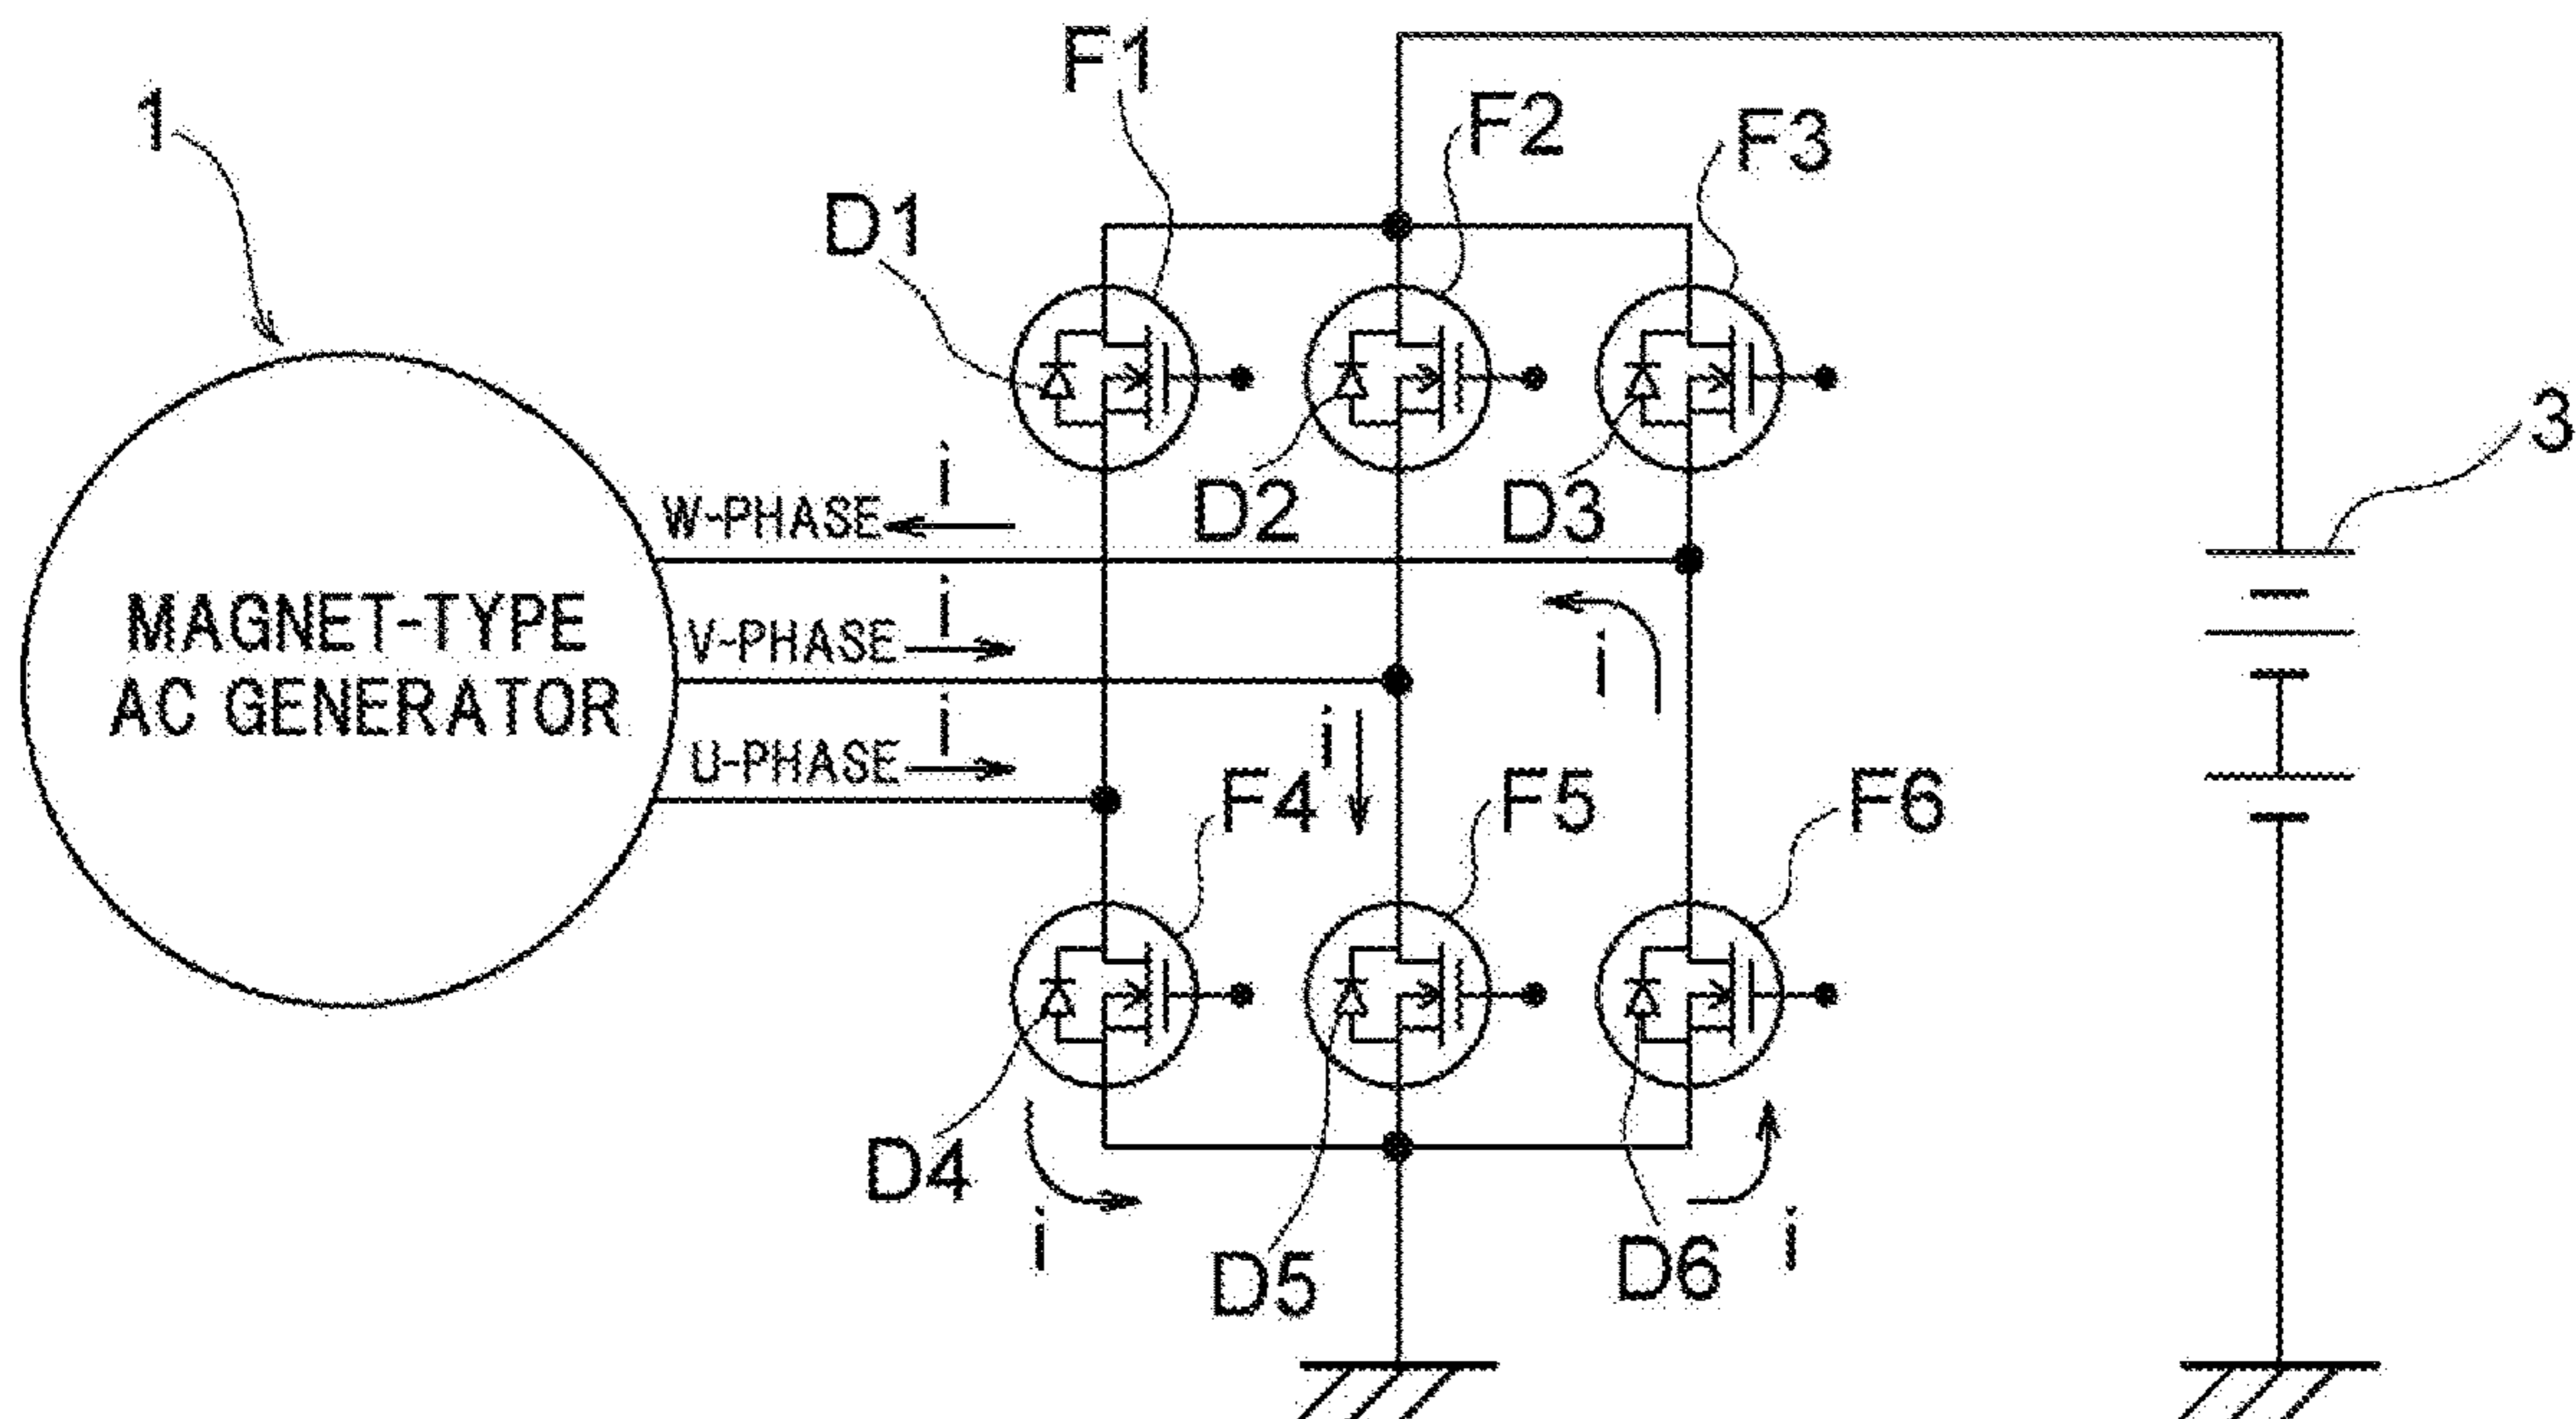 F1
1
F2
F3
D1
3
W-PHASE i
D2
D3
MAGNET-TYPE
AC GENERATOR
V-PHASE i
i
U-PHASE i
i
F4
F5
F6
D4
i
D5
D6
i